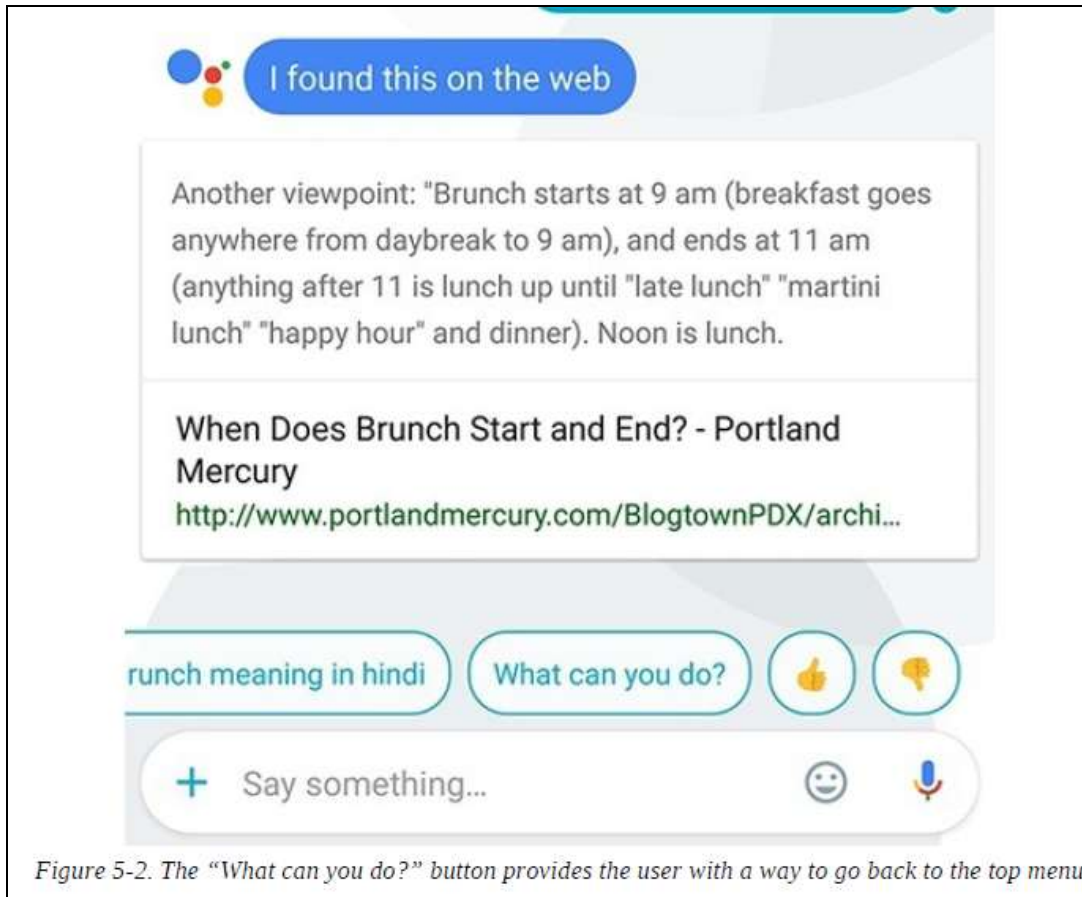 I found this on the web
Another viewpoint: "Brunch starts at 9 am (breakfast goes
anywhere from daybreak to 9 am), and ends at 11 am
(anything after 11 is lunch up until "late lunch" "martini
lunch" "happy hour" and dinner). Noon is lunch.
When Does Brunch Start and End? - Portland
Mercury
http://www.portlandmercury.com/BlogtownPDX/archi...
runch meaning in hindi What can you do?
Say something...
Figure 5-2. The “What can you do?” button provides the user with a way to go back to the top menu